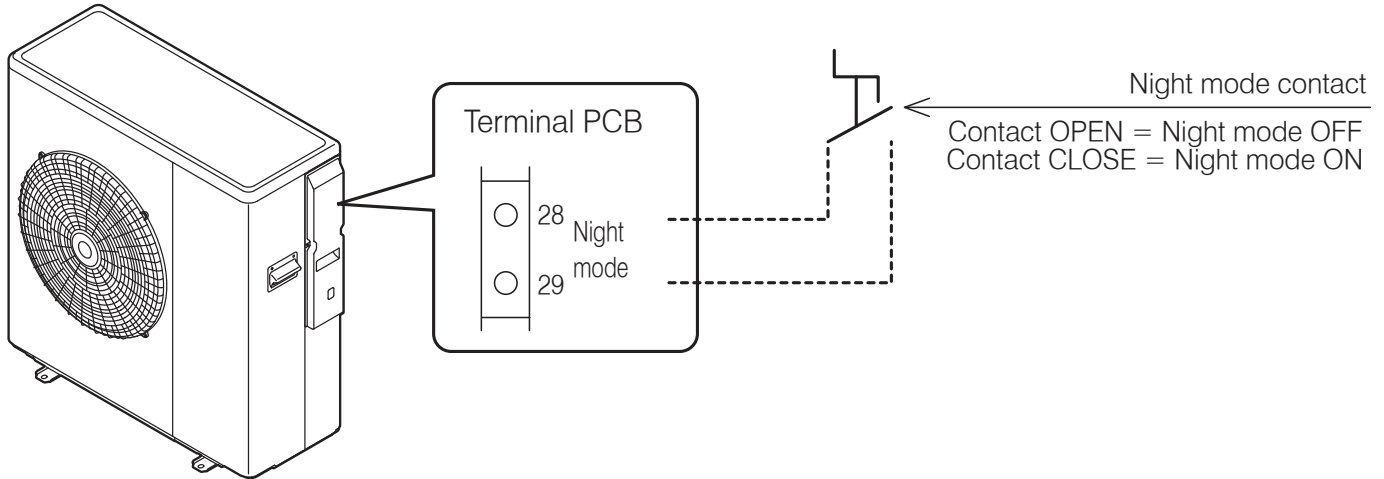 Night mode contact
Terminal PCB
Contact OPEN = Night mode OFF
Contact CLOSE = Night mode ON
28
Night
mode
29